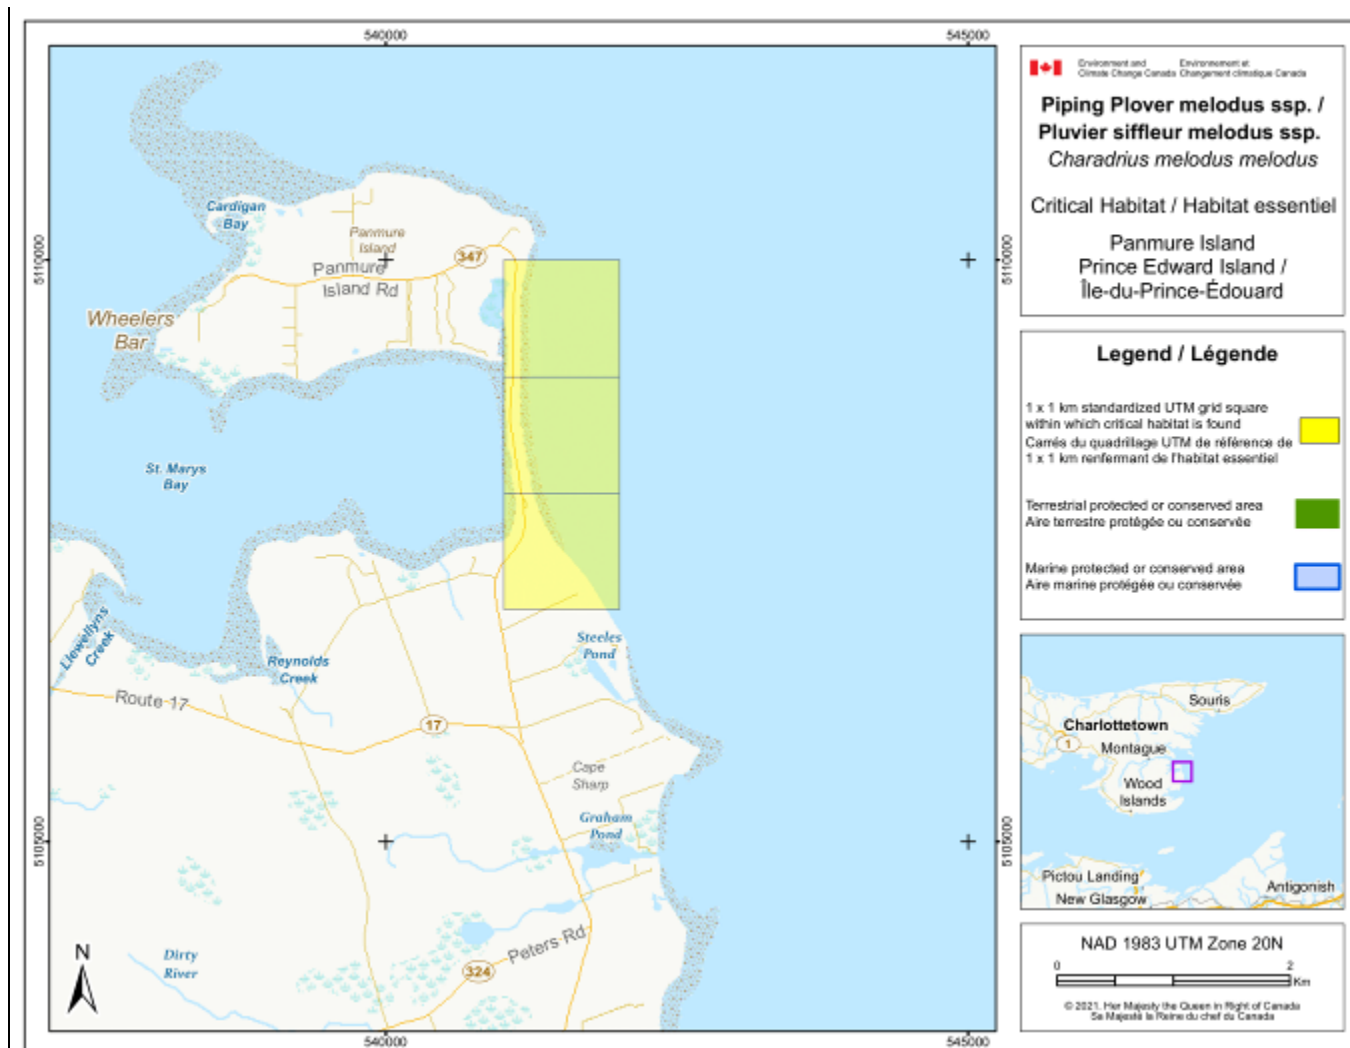 540000
545000
5110000
5110000
5105000
5105000
540000
545000
Cardigan
Bay
Panmure
Island
347
Panmure
Island Rd
Wheelers
Bar
St. Marys
Bay
Llewellyns
Creek
Reynolds
Creek
Steeles
Pond
Route 17
17
Cape
Sharp
Graham
Pond
Dirty
River
Peters Rd
324
N
Environment and
Climate Change Canada
Environnement et
Changement climatique Canada
Piping Plover melodus ssp. /
Pluvier siffleur melodus ssp.
Charadrius melodus melodus
Critical Habitat / Habitat essentiel
Panmure Island
Prince Edward Island /
Île-du-Prince-Édouard
Legend / Légende
1 x 1 km standardized UTM grid square
within which critical habitat is found
Carrés du quadrillage UTM de référence de
1 x 1 km renfermant de l'habitat essentiel
Terrestrial protected or conserved area
Aire terrestre protégée ou conservée
Marine protected or conserved area
Aire marine protégée ou conservée
Souris
Charlottetown
1
Montague
Wood
Islands
Pictou Landing
New Glasgow
Antigonish
NAD 1983 UTM Zone 20N
0
2
Km
© 2021. Her Majesty the Queen in Right of Canada
Sa Majesté la Reine du chef du Canada